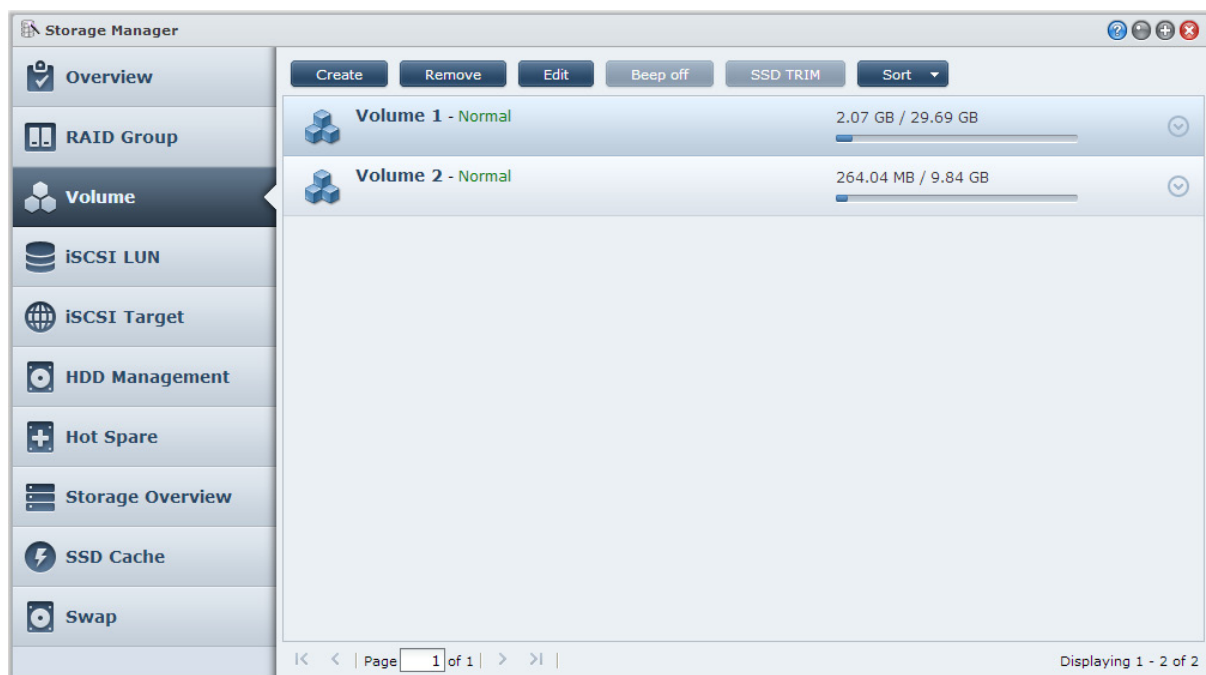 Storage Manager
Overview
RAID Group
Volume
iSCSI LUN
iSCSI Target
HDD Management
Hot Spare
Storage Overview
SSD Cache
Swap
Create Remove Edit Beep off SSD TRIM Sort
Volume 1 - Normal 2.07 GB / 29.69 GB
Volume 2 - Normal 264.04 MB / 9.84 GB
Page 1 of 1 Displaying 1 - 2 of 2